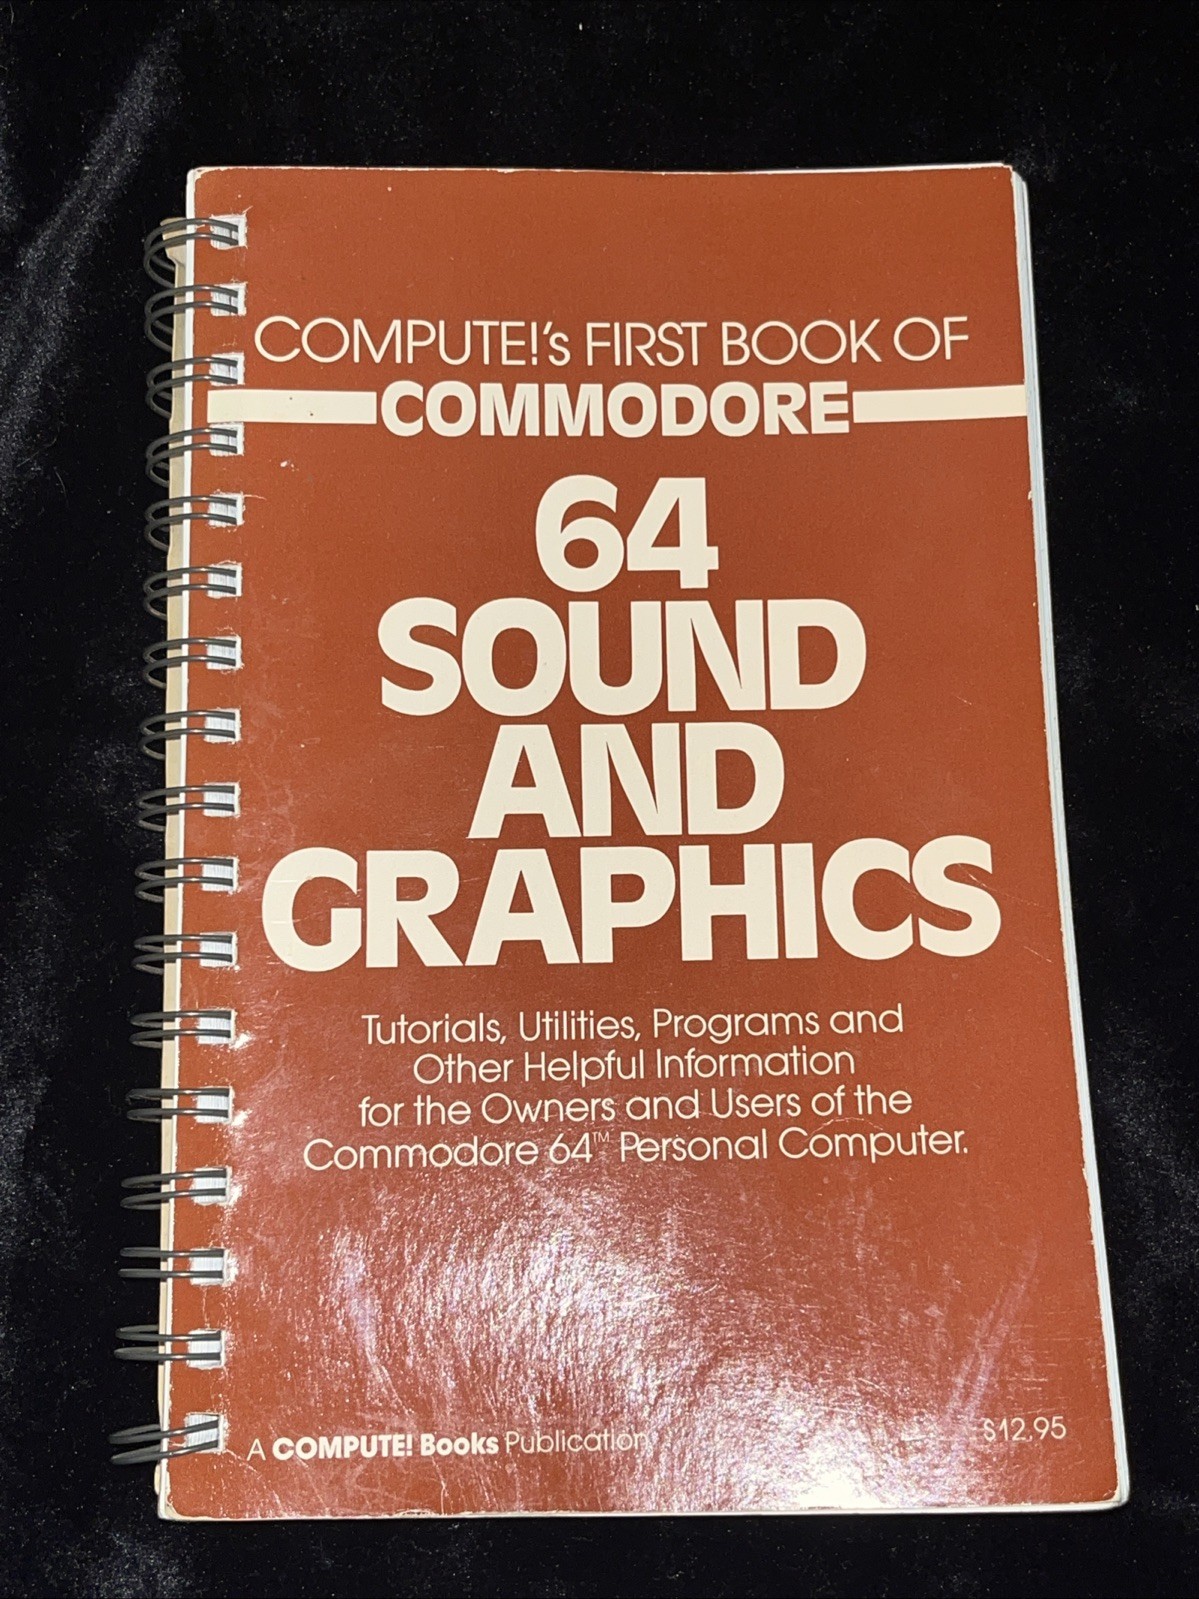 COMPUTE!'s FIRST BOOK OF
COMMODORE
64
SOUND
AND
GRAPHICS
Tutorials, Utilities, Programs and
Other Helpful Information
for the Owners and Users of the
Commodore 64™ Personal Computer.
A COMPUTE! Books Publication
$12.95